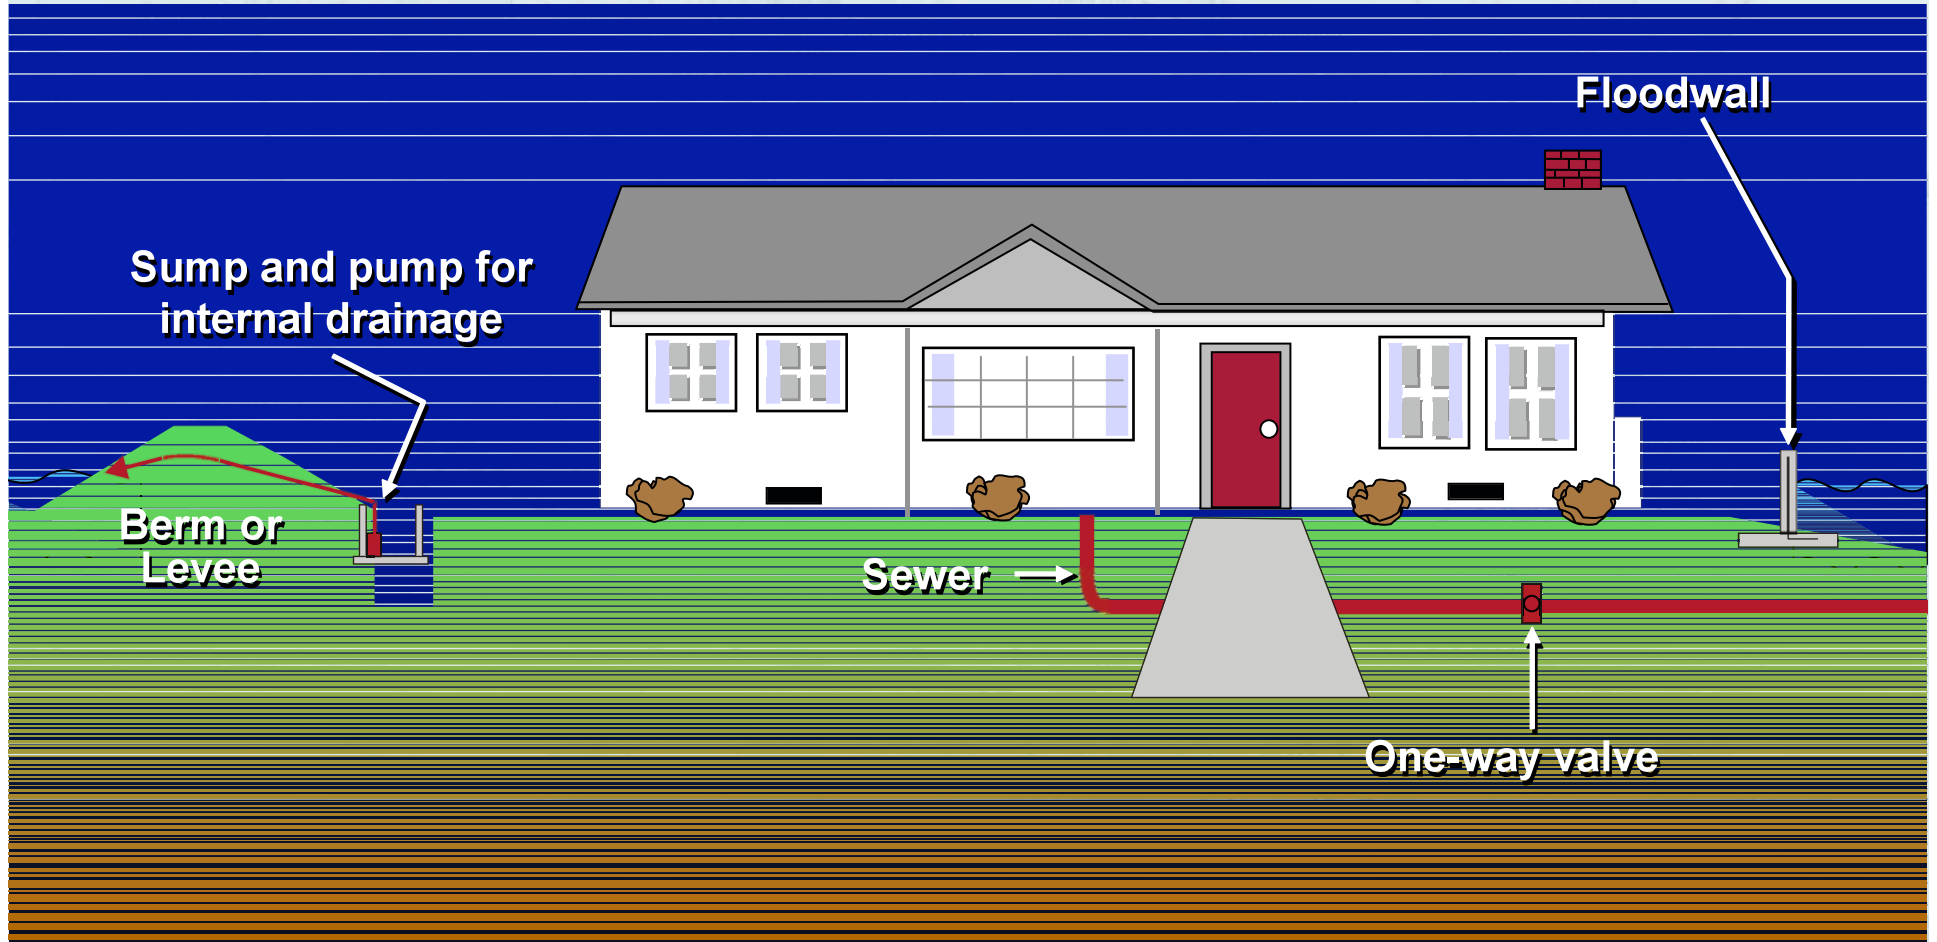 Floodwall
Sump and pump for
internal drainage
Berm or
Levee
Sewer
One-way valve